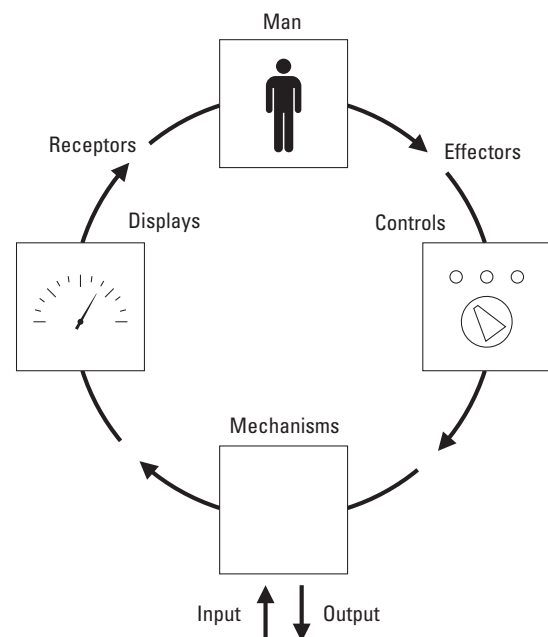 Man
Receptors
Effectors
Displays
Controls
Mechanisms
Input
Output